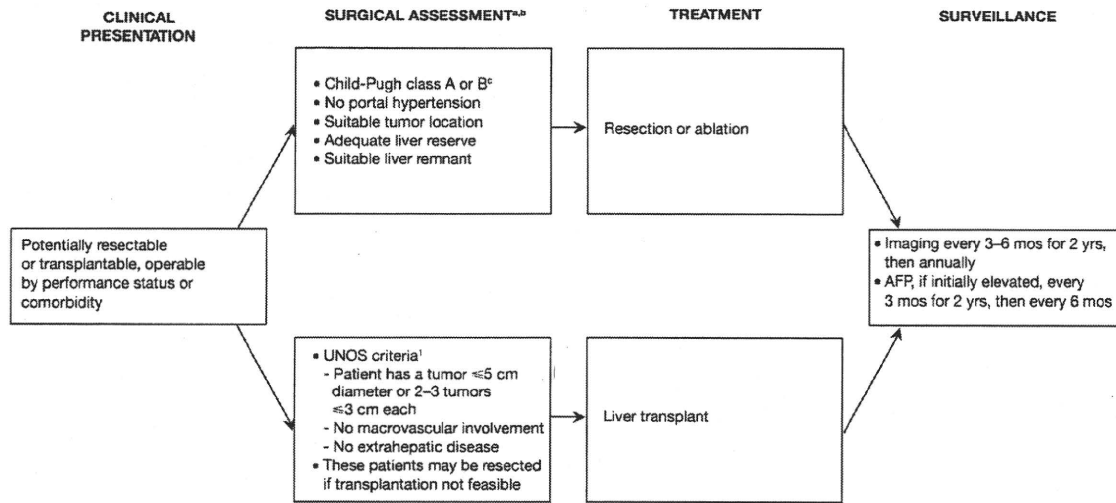 CLINICAL
PRESENTATION
SURGICAL ASSESSMENTᵃ,ᵇ
TREATMENT
SURVEILLANCE
Potentially resectable
or transplantable, operable
by performance status or
comorbidity
• Child-Pugh class A or Bᶜ
• No portal hypertension
• Suitable tumor location
• Adequate liver reserve
• Suitable liver remnant
Resection or ablation
• UNOS criteria¹
- Patient has a tumor ≤5 cm
diameter or 2–3 tumors
≤3 cm each
- No macrovascular involvement
- No extrahepatic disease
• These patients may be resected
if transplantation not feasible
Liver transplant
• Imaging every 3–6 mos for 2 yrs,
then annually
• AFP, if initially elevated, every
3 mos for 2 yrs, then every 6 mos